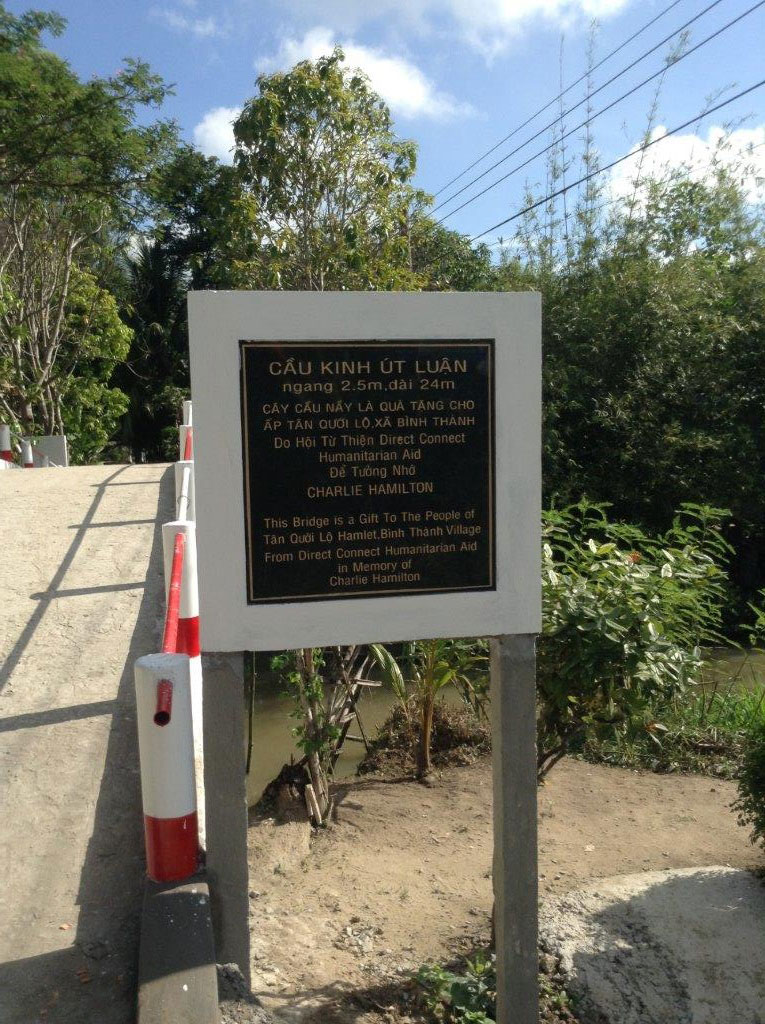 CẦU KINH ÚT LUÂN
ngang 2.5m,dài 24m
CÂY CẦU NẦY LÀ QUÀ TẶNG CHO
ẤP TÂN QUỚI LỘ,XÃ BÌNH THÀNH
Do Hội Từ Thiện Direct Connect
Humanitarian Aid
Để Tưởng Nhớ
CHARLIE HAMILTON
This Bridge is a Gift To The People of
Tân Quới Lộ Hamlet,Bình Thành Village
From Direct Connect Humanitarian Aid
in Memory of
Charlie Hamilton